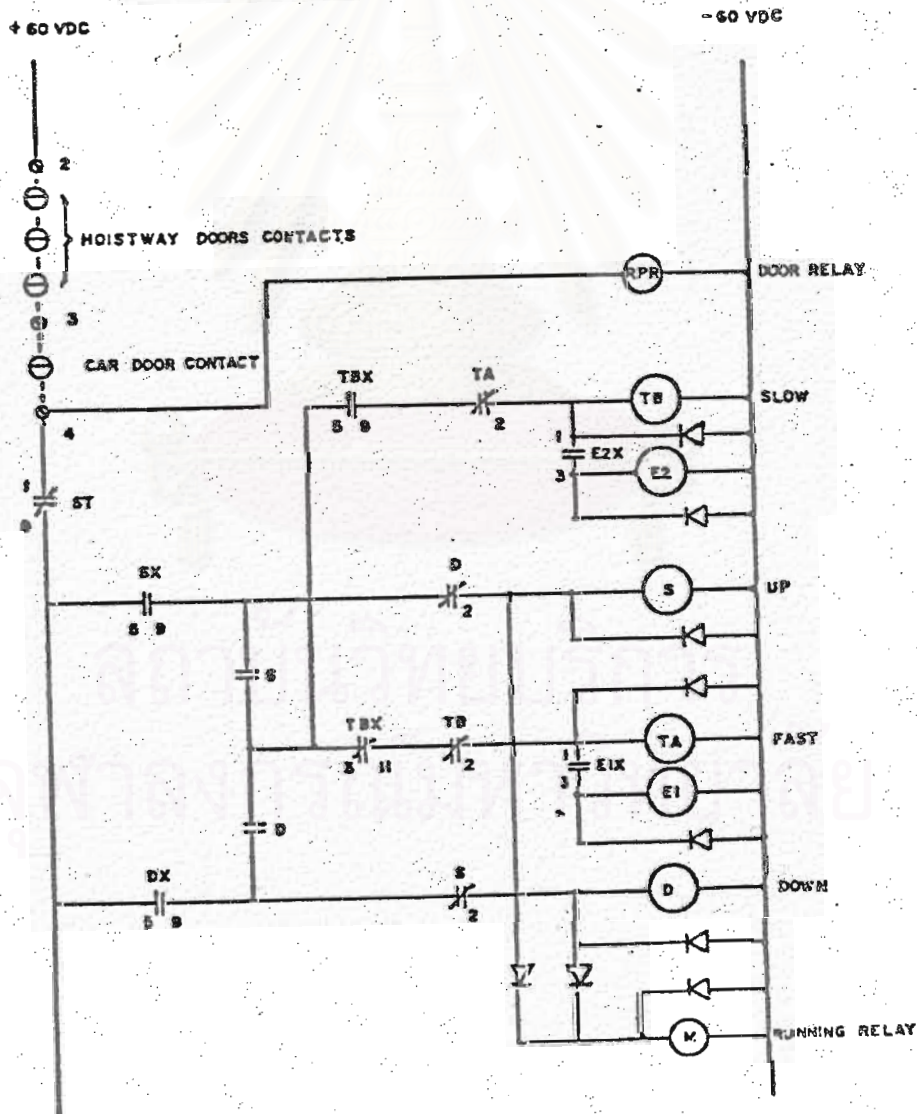 + 60 VDC
- 60 VDC
2
HOISTWAY DOORS CONTACTS
RPR
DOOR RELAY
3
CAR DOOR CONTACT
4
TBX
5 9
TA
2
TB
SLOW
1
E2X
3
E2
ST
SX
5 9
D
2
S
UP
S
TBX
3 11
TB
2
1
E1X
3
TA
FAST
E1
D
DX
5 9
S
2
D
DOWN
M
RUNNING RELAY